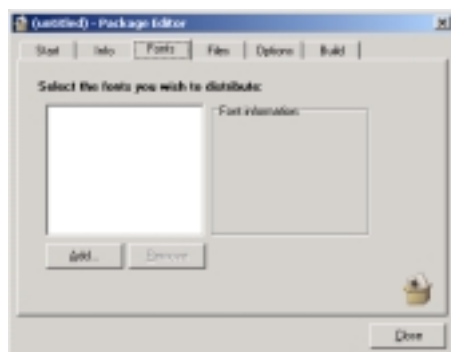 (untitled) - Package Editor
Start Info Fonts Files Options Build
Select the fonts you wish to distribute:
Font information:
Add... Remove
Close